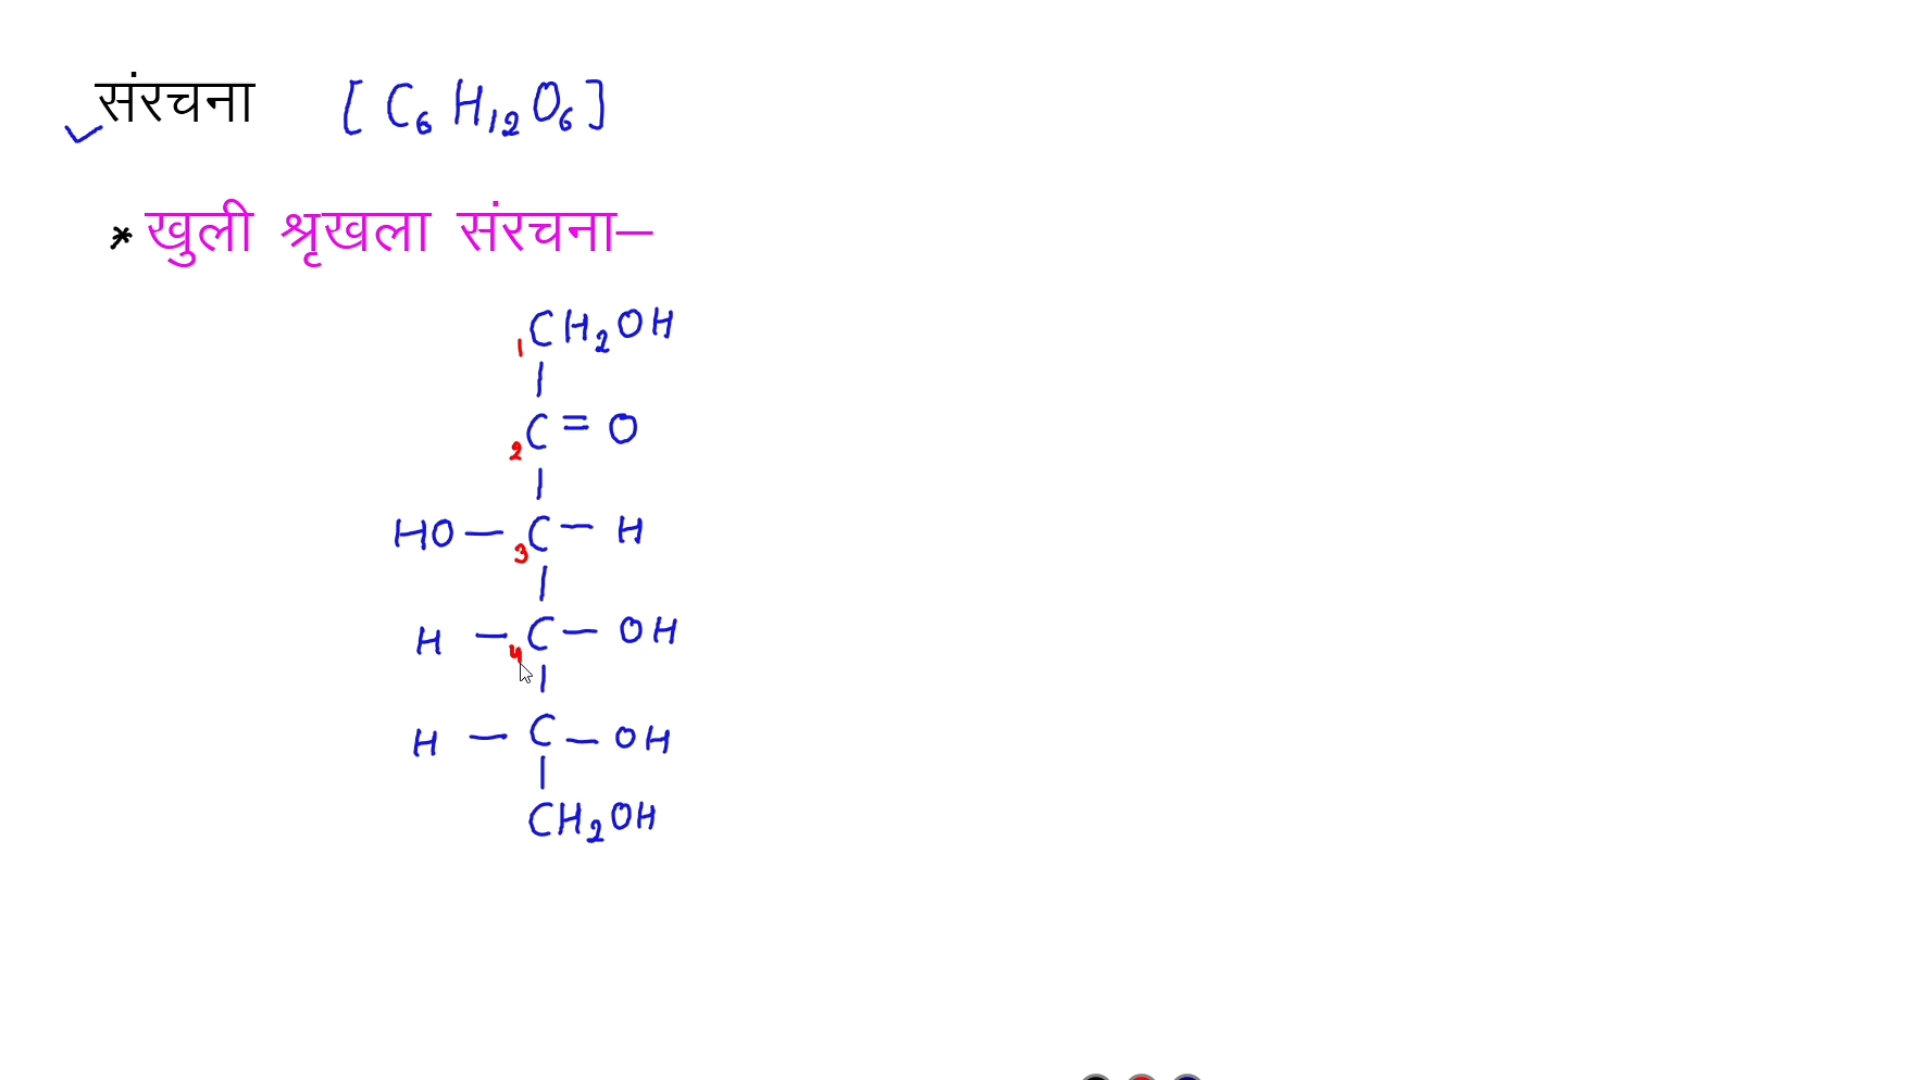 संरचना [C₆H₁₂O₆]
* खुली श्रृखला संरचना–
1 CH₂OH
|
2 C = O
|
HO – 3 C – H
|
H – 4 C – OH
|
H – C – OH
|
CH₂OH